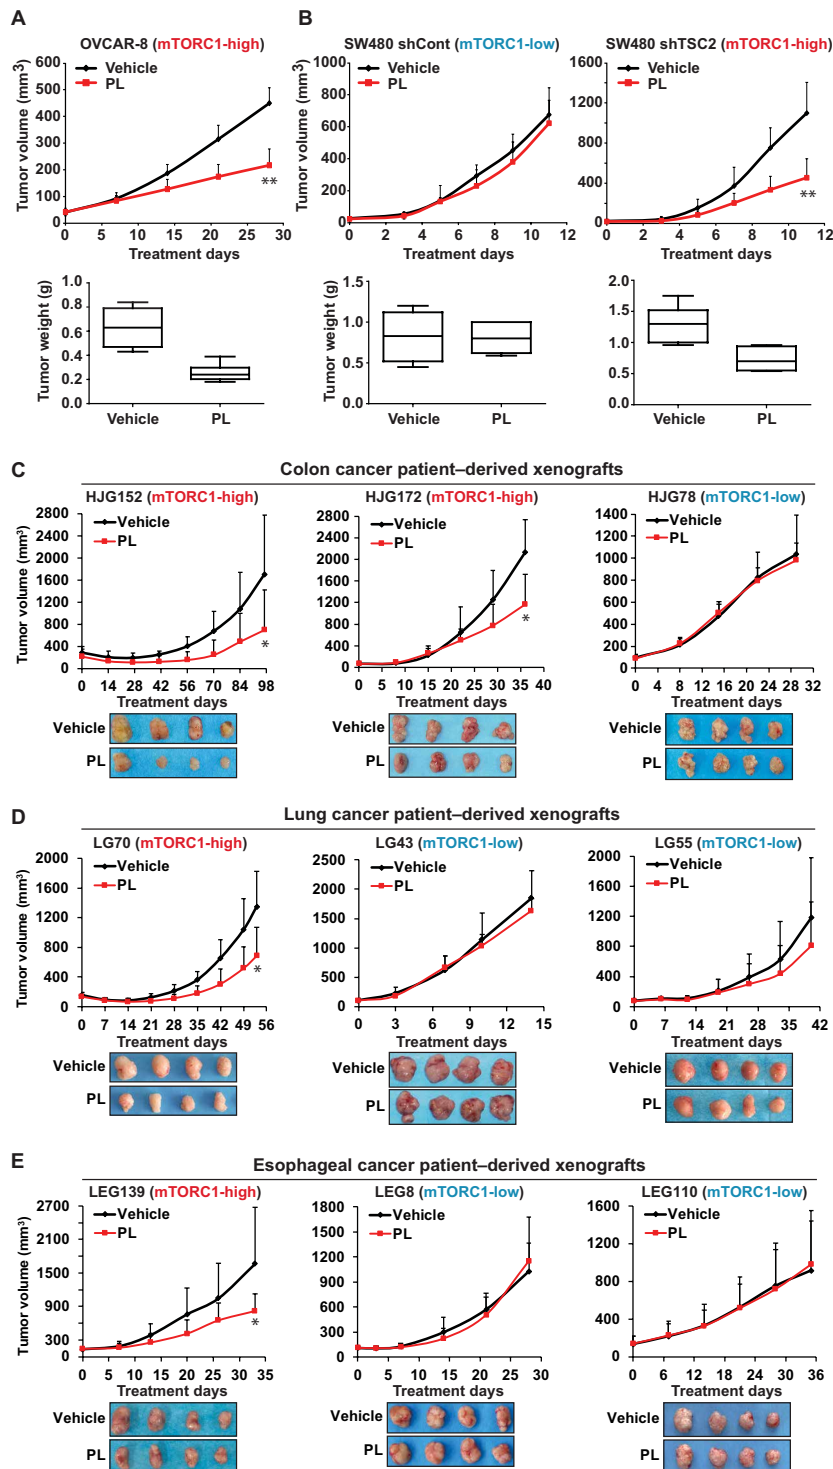 A
B
OVCAR-8 (mTORC1-high)
SW480 shCont (mTORC1-low)
SW480 shTSC2 (mTORC1-high)
Tumor volume (mm³)
600
500
400
300
200
100
0
Vehicle
PL
**
0 5 10 15 20 25 30
Treatment days
Tumor volume (mm³)
1000
800
600
400
200
0
Vehicle
PL
0 2 4 6 8 10 12
Treatment days
1600
1200
800
400
0
Vehicle
PL
**
0 2 4 6 8 10 12
Treatment days
Tumor weight (g)
1.0
0.8
0.6
0.4
0.2
0.0
Vehicle PL
Tumor weight (g)
1.5
1.0
0.5
0.0
Vehicle PL
2.0
1.5
1.0
0.5
0.0
Vehicle PL
C
Colon cancer patient–derived xenografts
HJG152 (mTORC1-high)
HJG172 (mTORC1-high)
HJG78 (mTORC1-low)
Tumor volume (mm³)
2800
2400
2000
1600
1200
800
400
0
Vehicle
PL
*
0 14 28 42 56 70 84 98
Treatment days
Vehicle
PL
2800
2400
2000
1600
1200
800
400
0
Vehicle
PL
*
0 5 10 15 20 25 30 35 40
Treatment days
Vehicle
PL
1400
1200
1000
800
600
400
200
0
Vehicle
PL
0 4 8 12 16 20 24 28 32
Treatment days
Vehicle
PL
D
Lung cancer patient–derived xenografts
LG70 (mTORC1-high)
LG43 (mTORC1-low)
LG55 (mTORC1-low)
Tumor volume (mm³)
2000
1600
1200
800
400
0
Vehicle
PL
*
0 7 14 21 28 35 42 49 56
Treatment days
Vehicle
PL
2500
2000
1500
1000
500
0
Vehicle
PL
0 3 6 9 12 15
Treatment days
Vehicle
PL
2000
1600
1200
800
400
0
Vehicle
PL
0 7 14 21 28 35 42
Treatment days
Vehicle
PL
E
Esophageal cancer patient–derived xenografts
LEG139 (mTORC1-high)
LEG8 (mTORC1-low)
LEG110 (mTORC1-low)
Tumor volume (mm³)
2700
2100
1500
900
300
0
Vehicle
PL
*
0 5 10 15 20 25 30 35
Treatment days
Vehicle
PL
2100
1800
1500
1200
900
600
300
0
Vehicle
PL
0 5 10 15 20 25 30
Treatment days
Vehicle
PL
1600
1200
800
400
0
Vehicle
PL
0 6 12 18 24 30 36
Treatment days
Vehicle
PL